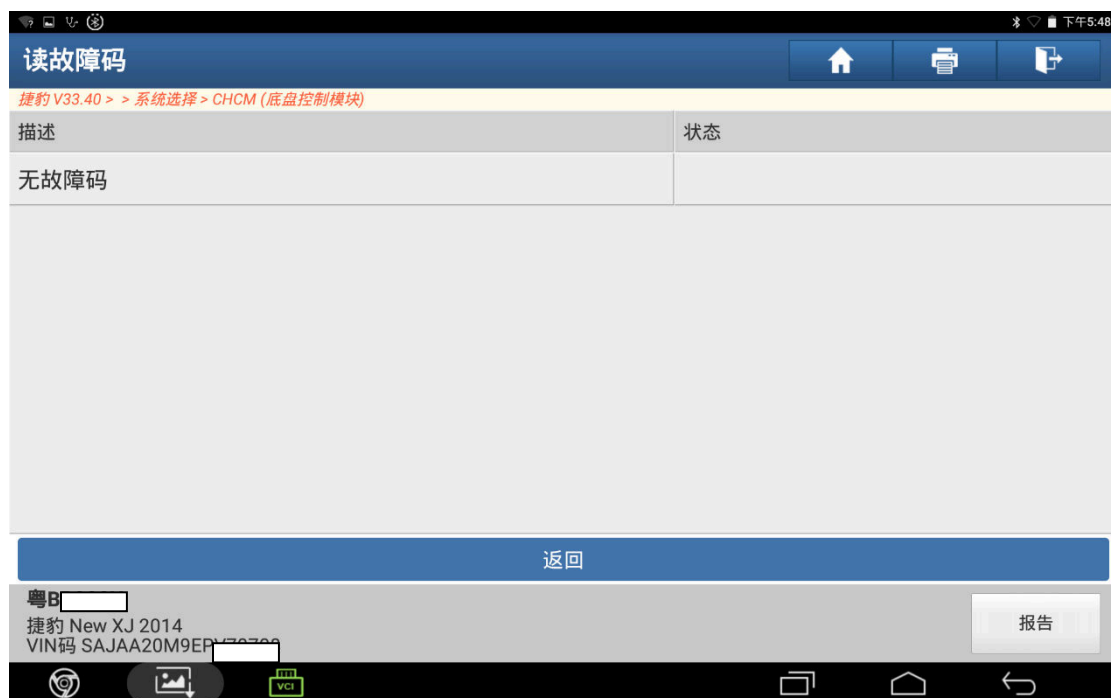 下午5:48
读故障码
捷豹 V33.40 > > 系统选择 > CHCM (底盘控制模块)
描述 状态
无故障码
返回
粤B
捷豹 New XJ 2014
VIN码 SAJAA20M9EP
报告
VCI